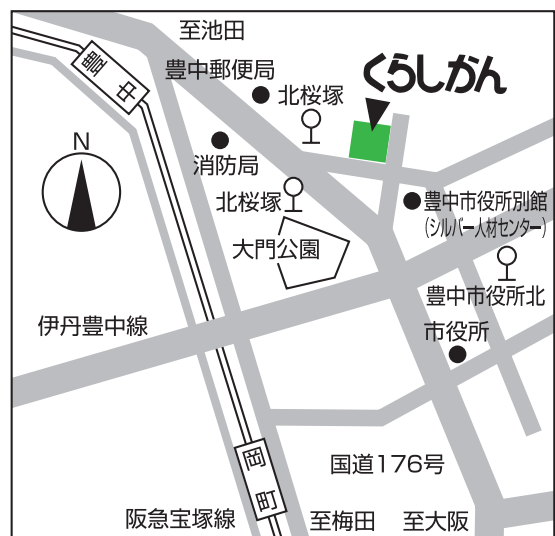 至池田
豊中
豊中郵便局
くらしかん
北桜塚
N
消防局
北桜塚
豊中市役所別館
(シルバー人材センター)
大門公園
豊中市役所北
伊丹豊中線
市役所
岡町
国道176号
阪急宝塚線
至梅田
至大阪